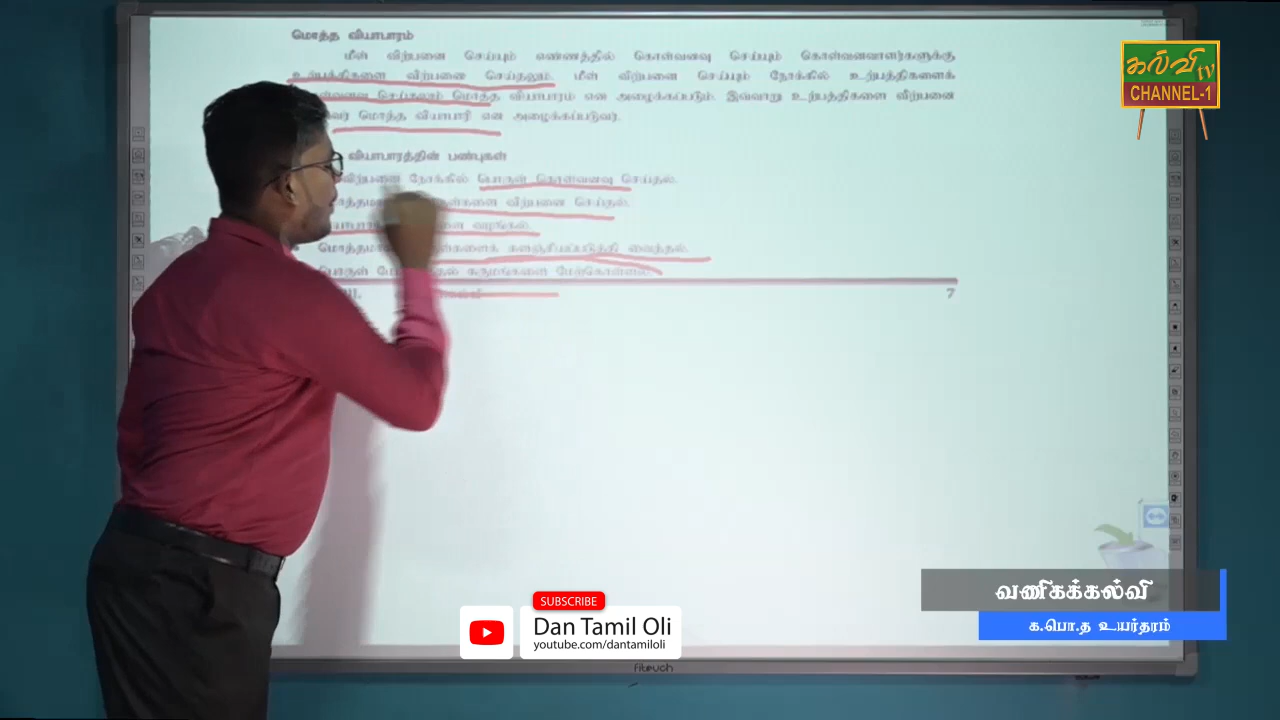 மொத்த வியாபாரம்
மீள் விற்பனை செய்யும் எண்ணத்தில் கொள்வனவு செய்யும் கொள்வனவாளர்களுக்கு
உற்பத்திகளை விற்பனை செய்தலும், மீள் விற்பனை செய்யும் நோக்கில் உற்பத்திகளைக்
செய்தலும் மொத்த வியாபாரம் என அழைக்கப்படும். இவ்வாறு உற்பத்திகளை விற்பனை
மொத்த வியாபாரி என அழைக்கப்படுவர்.
வியாபாரத்தின் பண்புகள்
விற்பனை நோக்கில் பொருள் கொள்வனவு செய்தல்.
விற்பனை செய்தல்.
வழங்கல்.
களஞ்சியப்படுத்தி வைத்தல்.
பொருள் கருமங்களை மேற்கொள்ளல்.
7
கல்வி tv
CHANNEL-1
வணிகக்கல்வி
க.பொ.த உயர்தரம்
SUBSCRIBE
Dan Tamil Oli
youtube.com/dantamiloli
fitouch